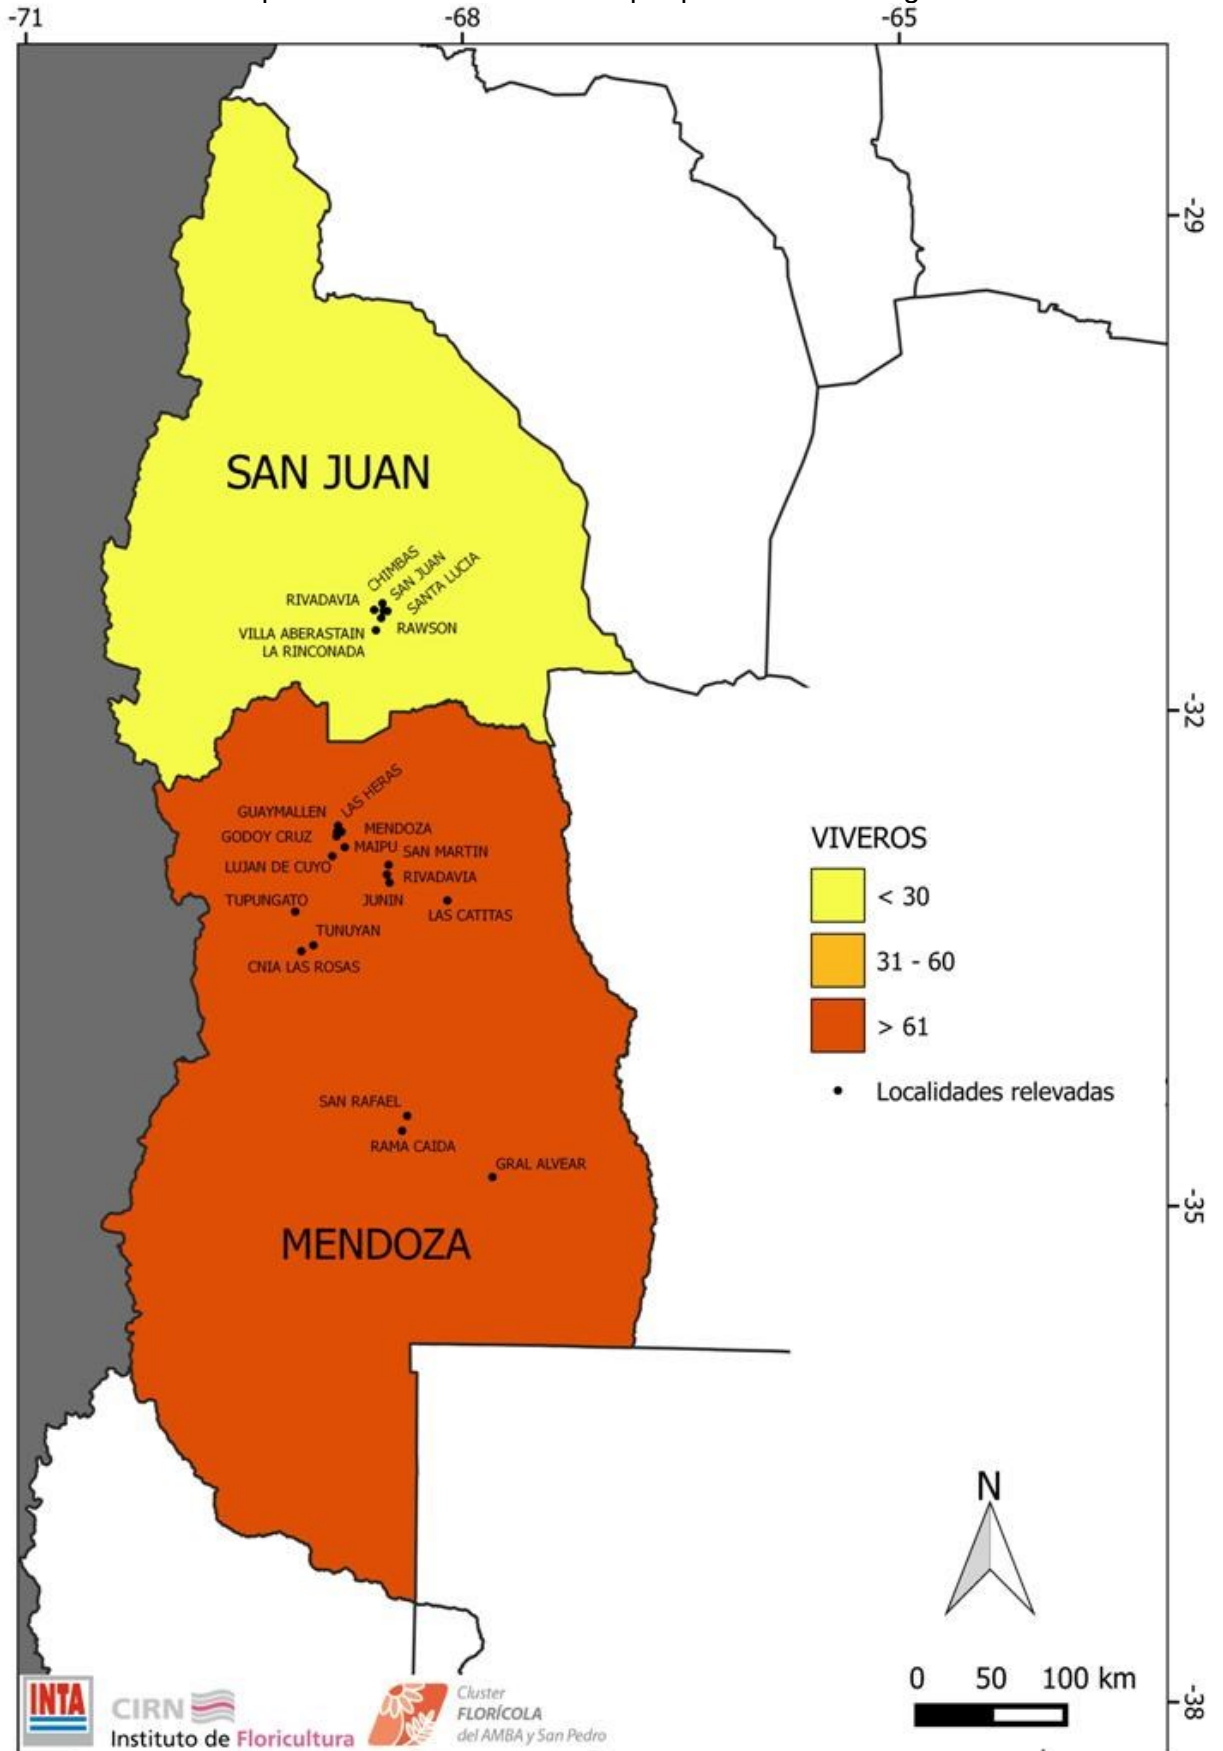 -71
-68
-65
-29
SAN JUAN
CHIMBAS
SAN JUAN
SANTA LUCIA
RIVADAVIA
RAWSON
VILLA ABERASTAIN
LA RINCONADA
-32
LAS HERAS
GUAYMALLEN
MENDOZA
GODOY CRUZ
MAIPU
SAN MARTIN
LUJAN DE CUYO
RIVADAVIA
TUPUNGATO
JUNIN
LAS CATITAS
TUNUYAN
CNIA LAS ROSAS
VIVEROS
< 30
31 - 60
> 61
Localidades relevadas
SAN RAFAEL
RAMA CAIDA
GRAL ALVEAR
-35
MENDOZA
N
0 50 100 km
-38
INTA
CIRN
Instituto de Floricultura
Cluster
FLORÍCOLA
del AMBA y San Pedro